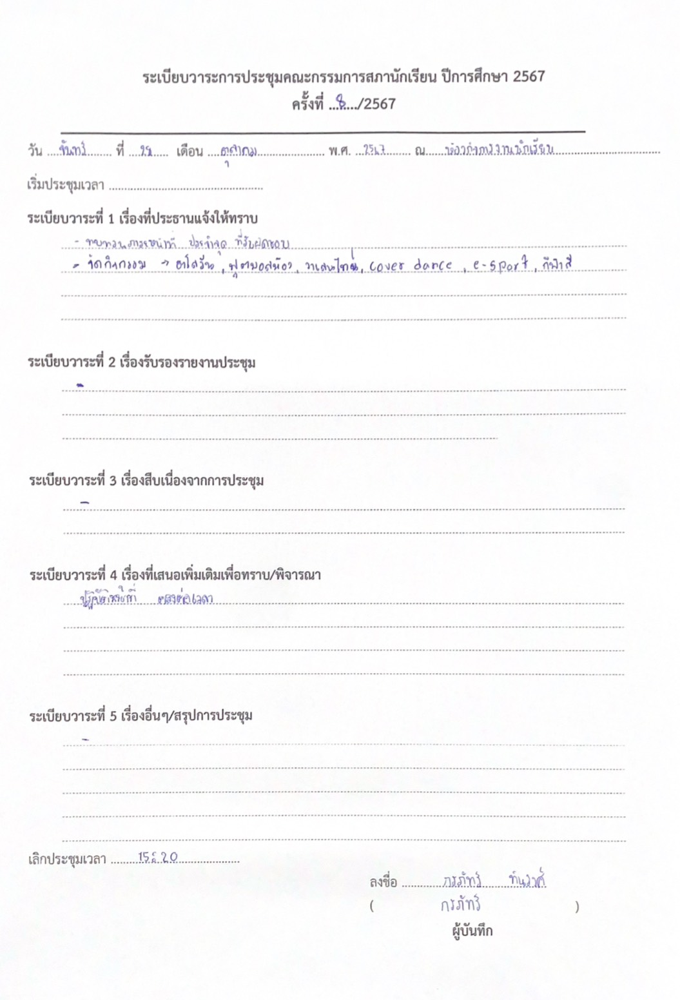 ระเบียบวาระการประชุมคณะกรรมการสภานักเรียน ปีการศึกษา 2567
ครั้งที่ ...8..../2567
วัน ....จันทร์........ ที่ ............ เดือน ....ตุลาคม...................... พ.ศ. ...2567........ ณ......ห้องกิจการงานนักเรียน..............................
เริ่มประชุมเวลา ..................................................
ระเบียบวาระที่ 1 เรื่องที่ประธานแจ้งให้ทราบ
- ทบทวนภาระหน้าที่ ประจำจุด ที่รับผิดชอบ
- จัดกิจกรรม → ฮาโลวีน, ฟุตบอลห้อง, วาเลนไทน์, cover dance, e-sport, กีฬาสี
ระเบียบวาระที่ 2 เรื่องรับรองรายงานประชุม
-
ระเบียบวาระที่ 3 เรื่องสืบเนื่องจากการประชุม
-
ระเบียบวาระที่ 4 เรื่องที่เสนอเพิ่มเติมเพื่อทราบ/พิจารณา
ปฏิบัติหน้าที่ ตรงต่อเวลา
ระเบียบวาระที่ 5 เรื่องอื่นๆ/สรุปการประชุม
-
เลิกประชุมเวลา .........15:20....................
ลงชื่อ .............กรภัทร์
( กรภัทร์ )
ผู้บันทึก